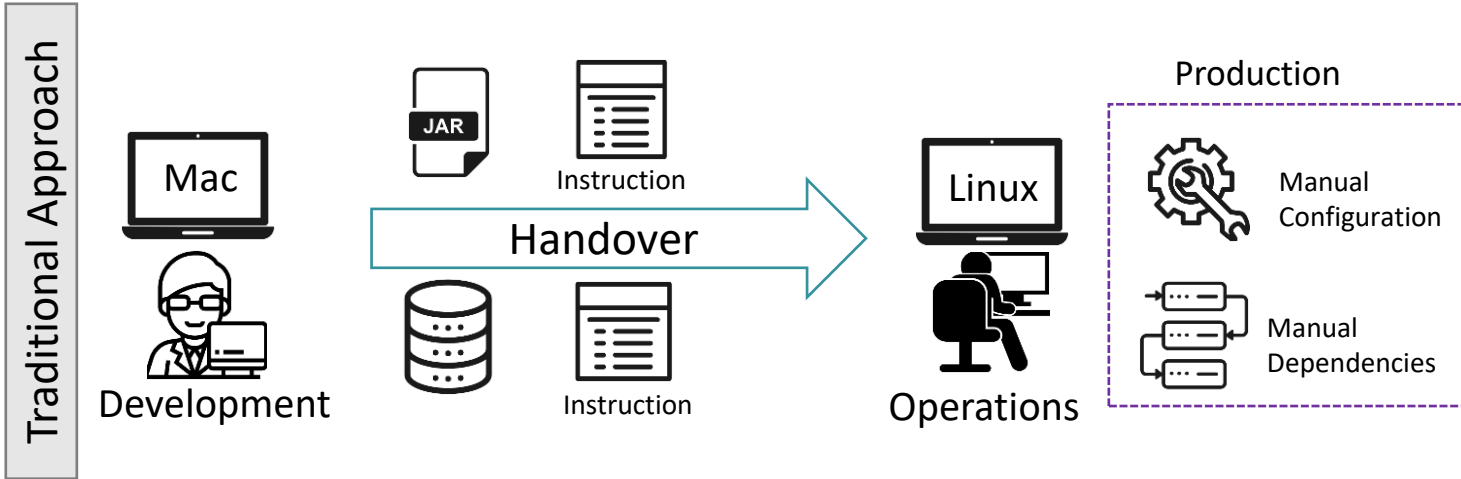 Traditional Approach
Mac
Development
JAR
Instruction
Handover
Instruction
Linux
Operations
Production
Manual
Configuration
Manual
Dependencies